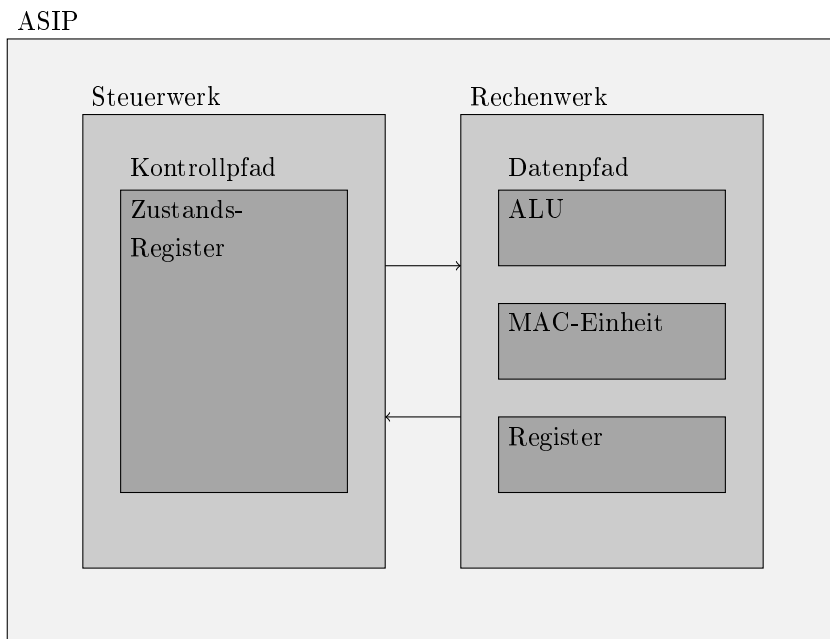 ASIP
Steuerwerk
Kontrollpfad
Zustands-
Register
Rechenwerk
Datenpfad
ALU
MAC-Einheit
Register